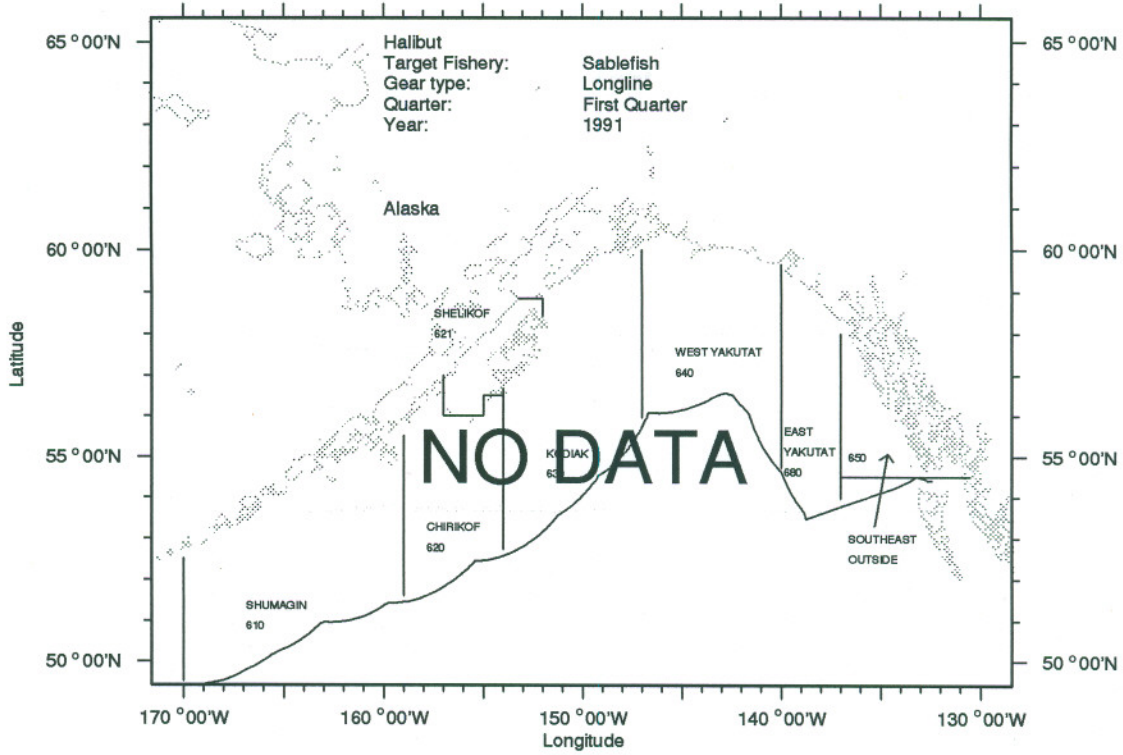 Halibut
Target Fishery: Sablefish
Gear type: Longline
Quarter: First Quarter
Year: 1991
65°00'N
65°00'N
Alaska
60°00'N
60°00'N
SHELIKOF
621
WEST YAKUTAT
640
Latitude
EAST
YAKUTAT
680
650
KODIAK
630
NO DATA
55°00'N
55°00'N
CHIRIKOF
620
SOUTHEAST
OUTSIDE
SHUMAGIN
610
50°00'N
50°00'N
170°00'W
160°00'W
150°00'W
140°00'W
130°00'W
Longitude